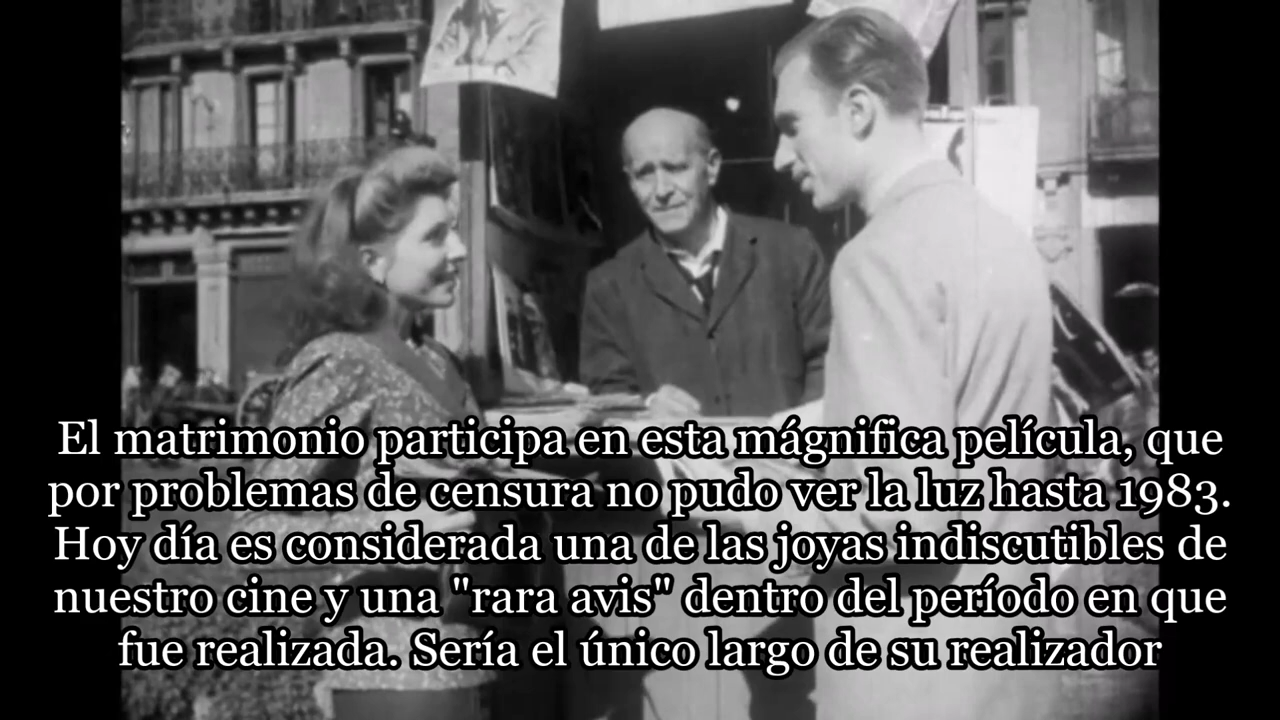 El matrimonio participa en esta mágnifica película, que
por problemas de censura no pudo ver la luz hasta 1983.
Hoy día es considerada una de las joyas indiscutibles de
nuestro cine y una "rara avis" dentro del período en que
fue realizada. Sería el único largo de su realizador